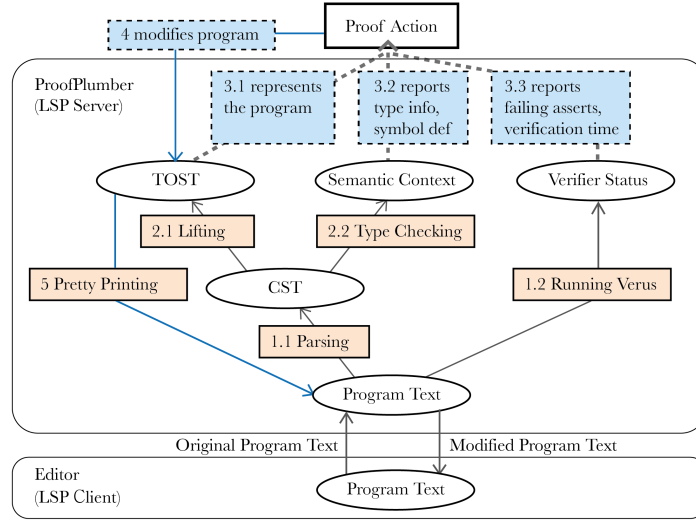 Proof Action
4 modifies program
ProofPlumber
(LSP Server)
3.1 represents
the program
3.2 reports
type info,
symbol def
3.3 reports
failing asserts,
verification time
TOST
Semantic Context
Verifier Status
2.1 Lifting
2.2 Type Checking
5 Pretty Printing
CST
1.2 Running Verus
1.1 Parsing
Program Text
Original Program Text
Modified Program Text
Editor
(LSP Client)
Program Text